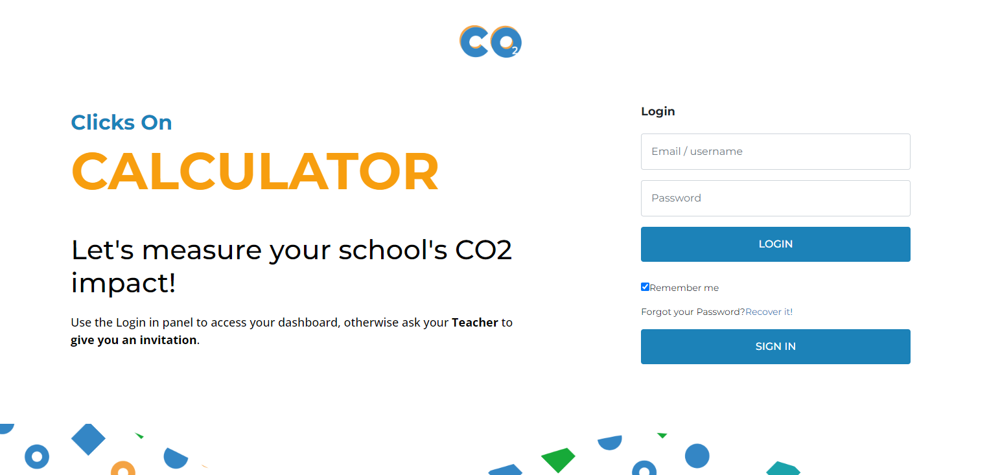 CO2
Clicks On
CALCULATOR
Let's measure your school's CO2
impact!
Use the Login in panel to access your dashboard, otherwise ask your Teacher to
give you an invitation.
Login
Email / username
Password
LOGIN
Remember me
Forgot your Password?Recover it!
SIGN IN